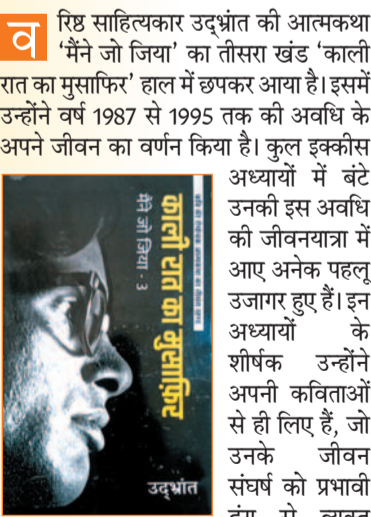 वरिष्ठ साहित्यकार उद्भ्रांत की आत्मकथा
‘मैंने जो जिया’ का तीसरा खंड ‘काली
रात का मुसाफिर’ हाल में छपकर आया है। इसमें
उन्होंने वर्ष 1987 से 1995 तक की अवधि के
अपने जीवन का वर्णन किया है। कुल इक्कीस
अध्यायों में बंटे
उनकी इस अवधि
की जीवनयात्रा में
आए अनेक पहलू
उजागर हुए हैं। इन
अध्यायों के
शीर्षक उन्होंने
अपनी कविताओं
से ही लिए हैं, जो
उनके जीवन
संघर्ष को प्रभावी
काली रात का मुसाफ़िर
मैंने जो जिया - 3
उद्भ्रांत